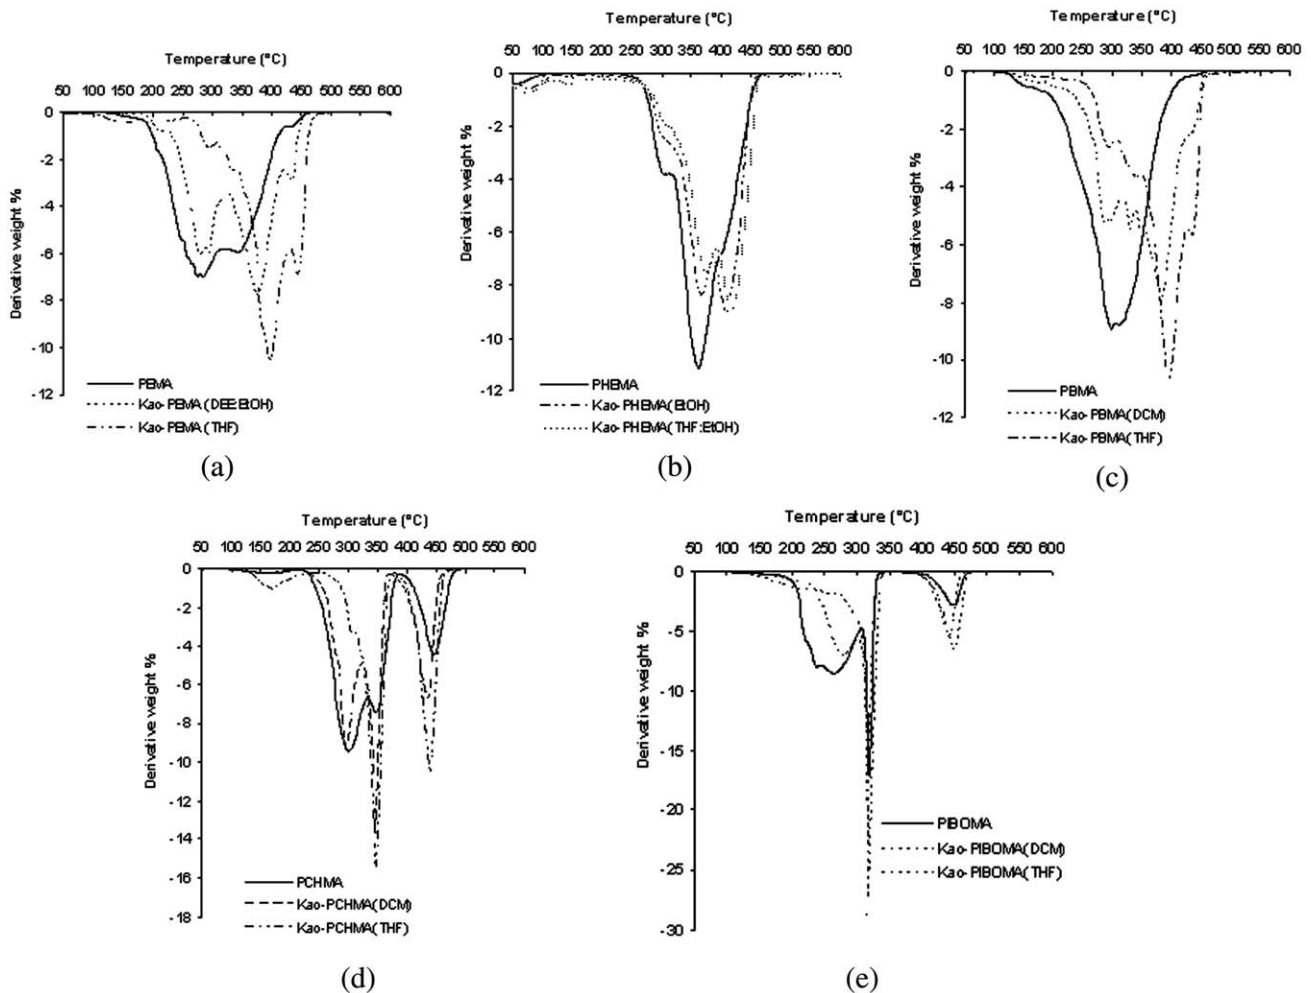 Temperature (°C)
50 100 150 200 250 300 350 400 450 500 550 600
0
-2
-4
-6
-8
-10
-12
Derivative weight %
PEMA
Kao-PEMA (DEE:EtOH)
Kao-PEMA (THF)
(a)
Temperature (°C)
50 100 150 200 250 300 350 400 450 500 550 600
0
-2
-4
-6
-8
-10
-12
Derivative weight %
PHEMA
Kao-PHEMA (EtOH)
Kao-PHEMA (THF:EtOH)
(b)
Temperature (°C)
50 100 150 200 250 300 350 400 450 500 550 600
0
-2
-4
-6
-8
-10
-12
Derivative weight %
PBMA
Kao-PBMA(DCM)
Kao-PBMA(THF)
(c)
Temperature (°C)
50 100 150 200 250 300 350 400 450 500 550 600
0
-2
-4
-6
-8
-10
-12
-14
-16
-18
Derivative weight %
PCHMA
Kao-PCHMA(DCM)
Kao-PCHMA(THF)
(d)
Temperature (°C)
50 100 150 200 250 300 350 400 450 500 550 600
0
-5
-10
-15
-20
-25
-30
Derivative weight %
PIBOMA
Kao-PIBOMA(DCM)
Kao-PIBOMA(THF)
(e)